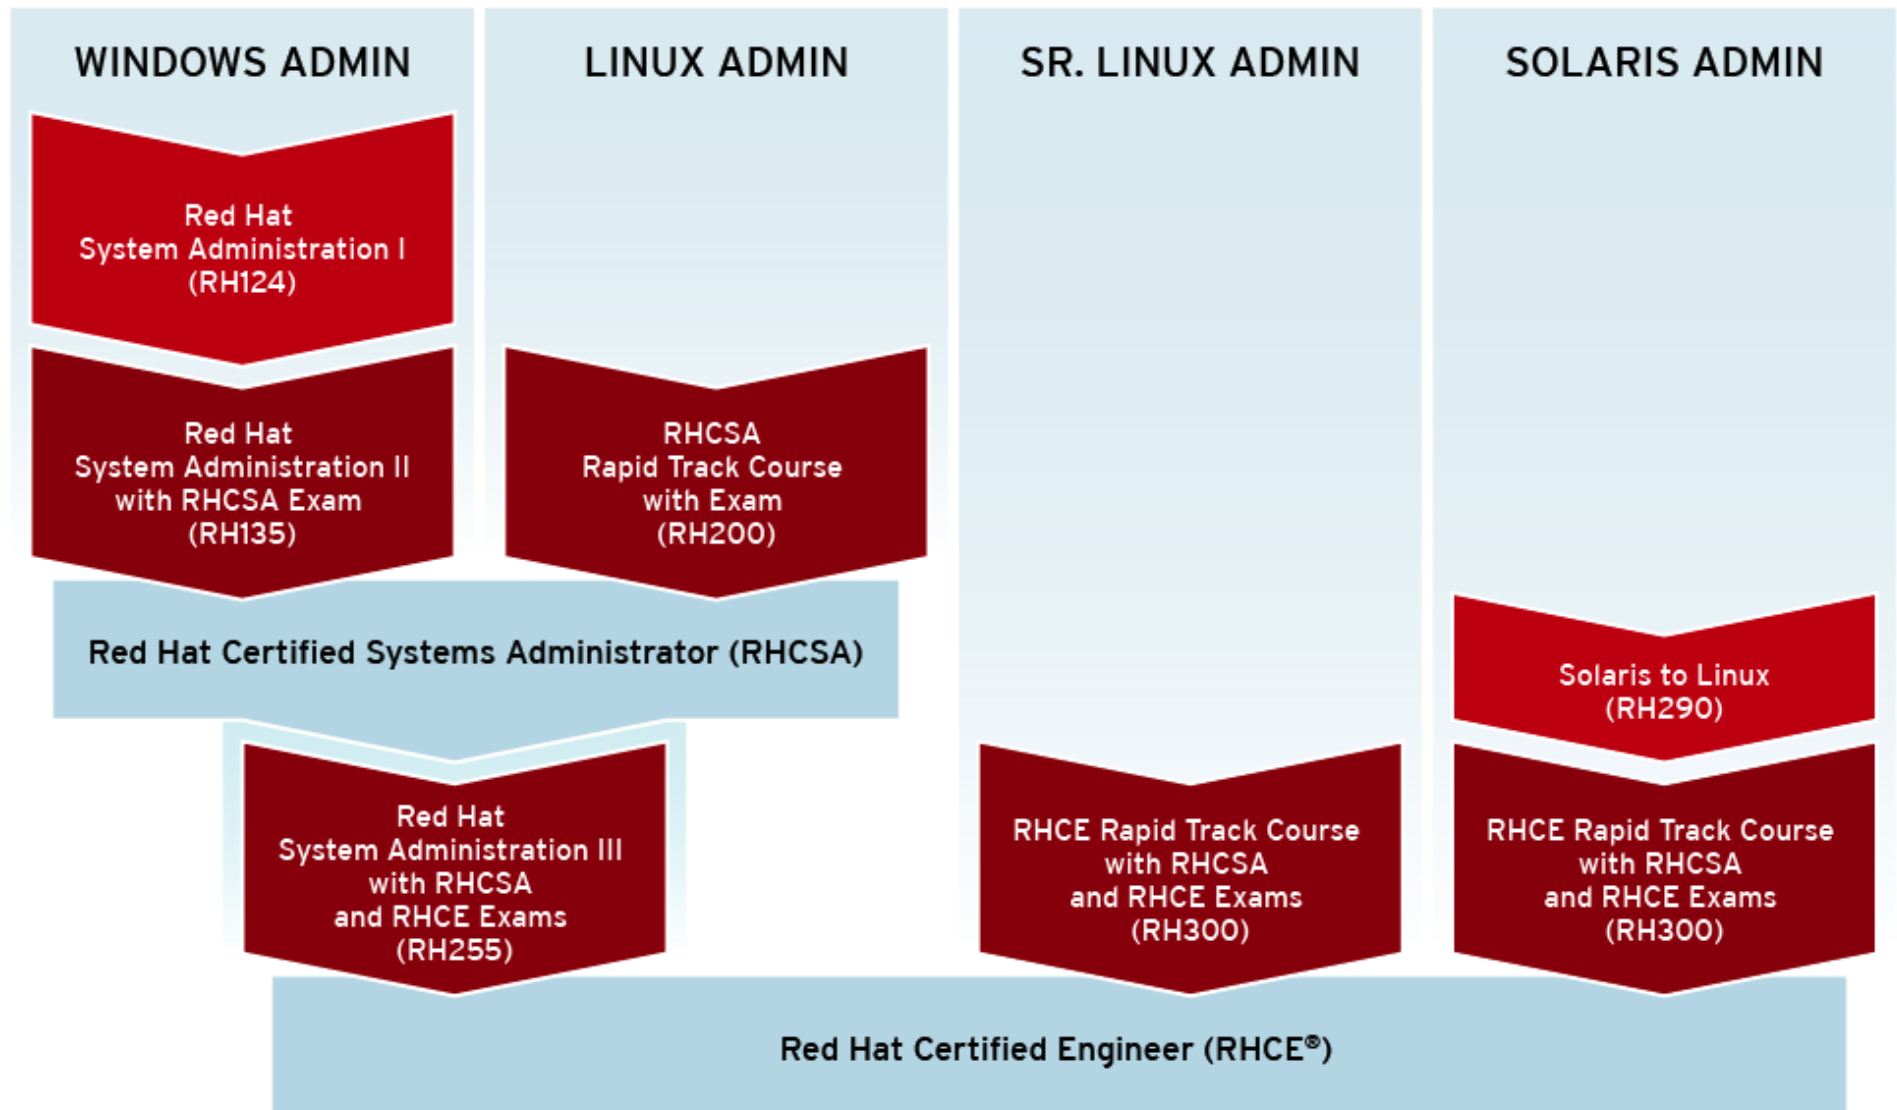 WINDOWS ADMIN
LINUX ADMIN
SR. LINUX ADMIN
SOLARIS ADMIN
Red Hat
System Administration I
(RH124)
Red Hat
System Administration II
with RHCSA Exam
(RH135)
RHCSA
Rapid Track Course
with Exam
(RH200)
Red Hat Certified Systems Administrator (RHCSA)
Solaris to Linux
(RH290)
Red Hat
System Administration III
with RHCSA
and RHCE Exams
(RH255)
RHCE Rapid Track Course
with RHCSA
and RHCE Exams
(RH300)
RHCE Rapid Track Course
with RHCSA
and RHCE Exams
(RH300)
Red Hat Certified Engineer (RHCE®)